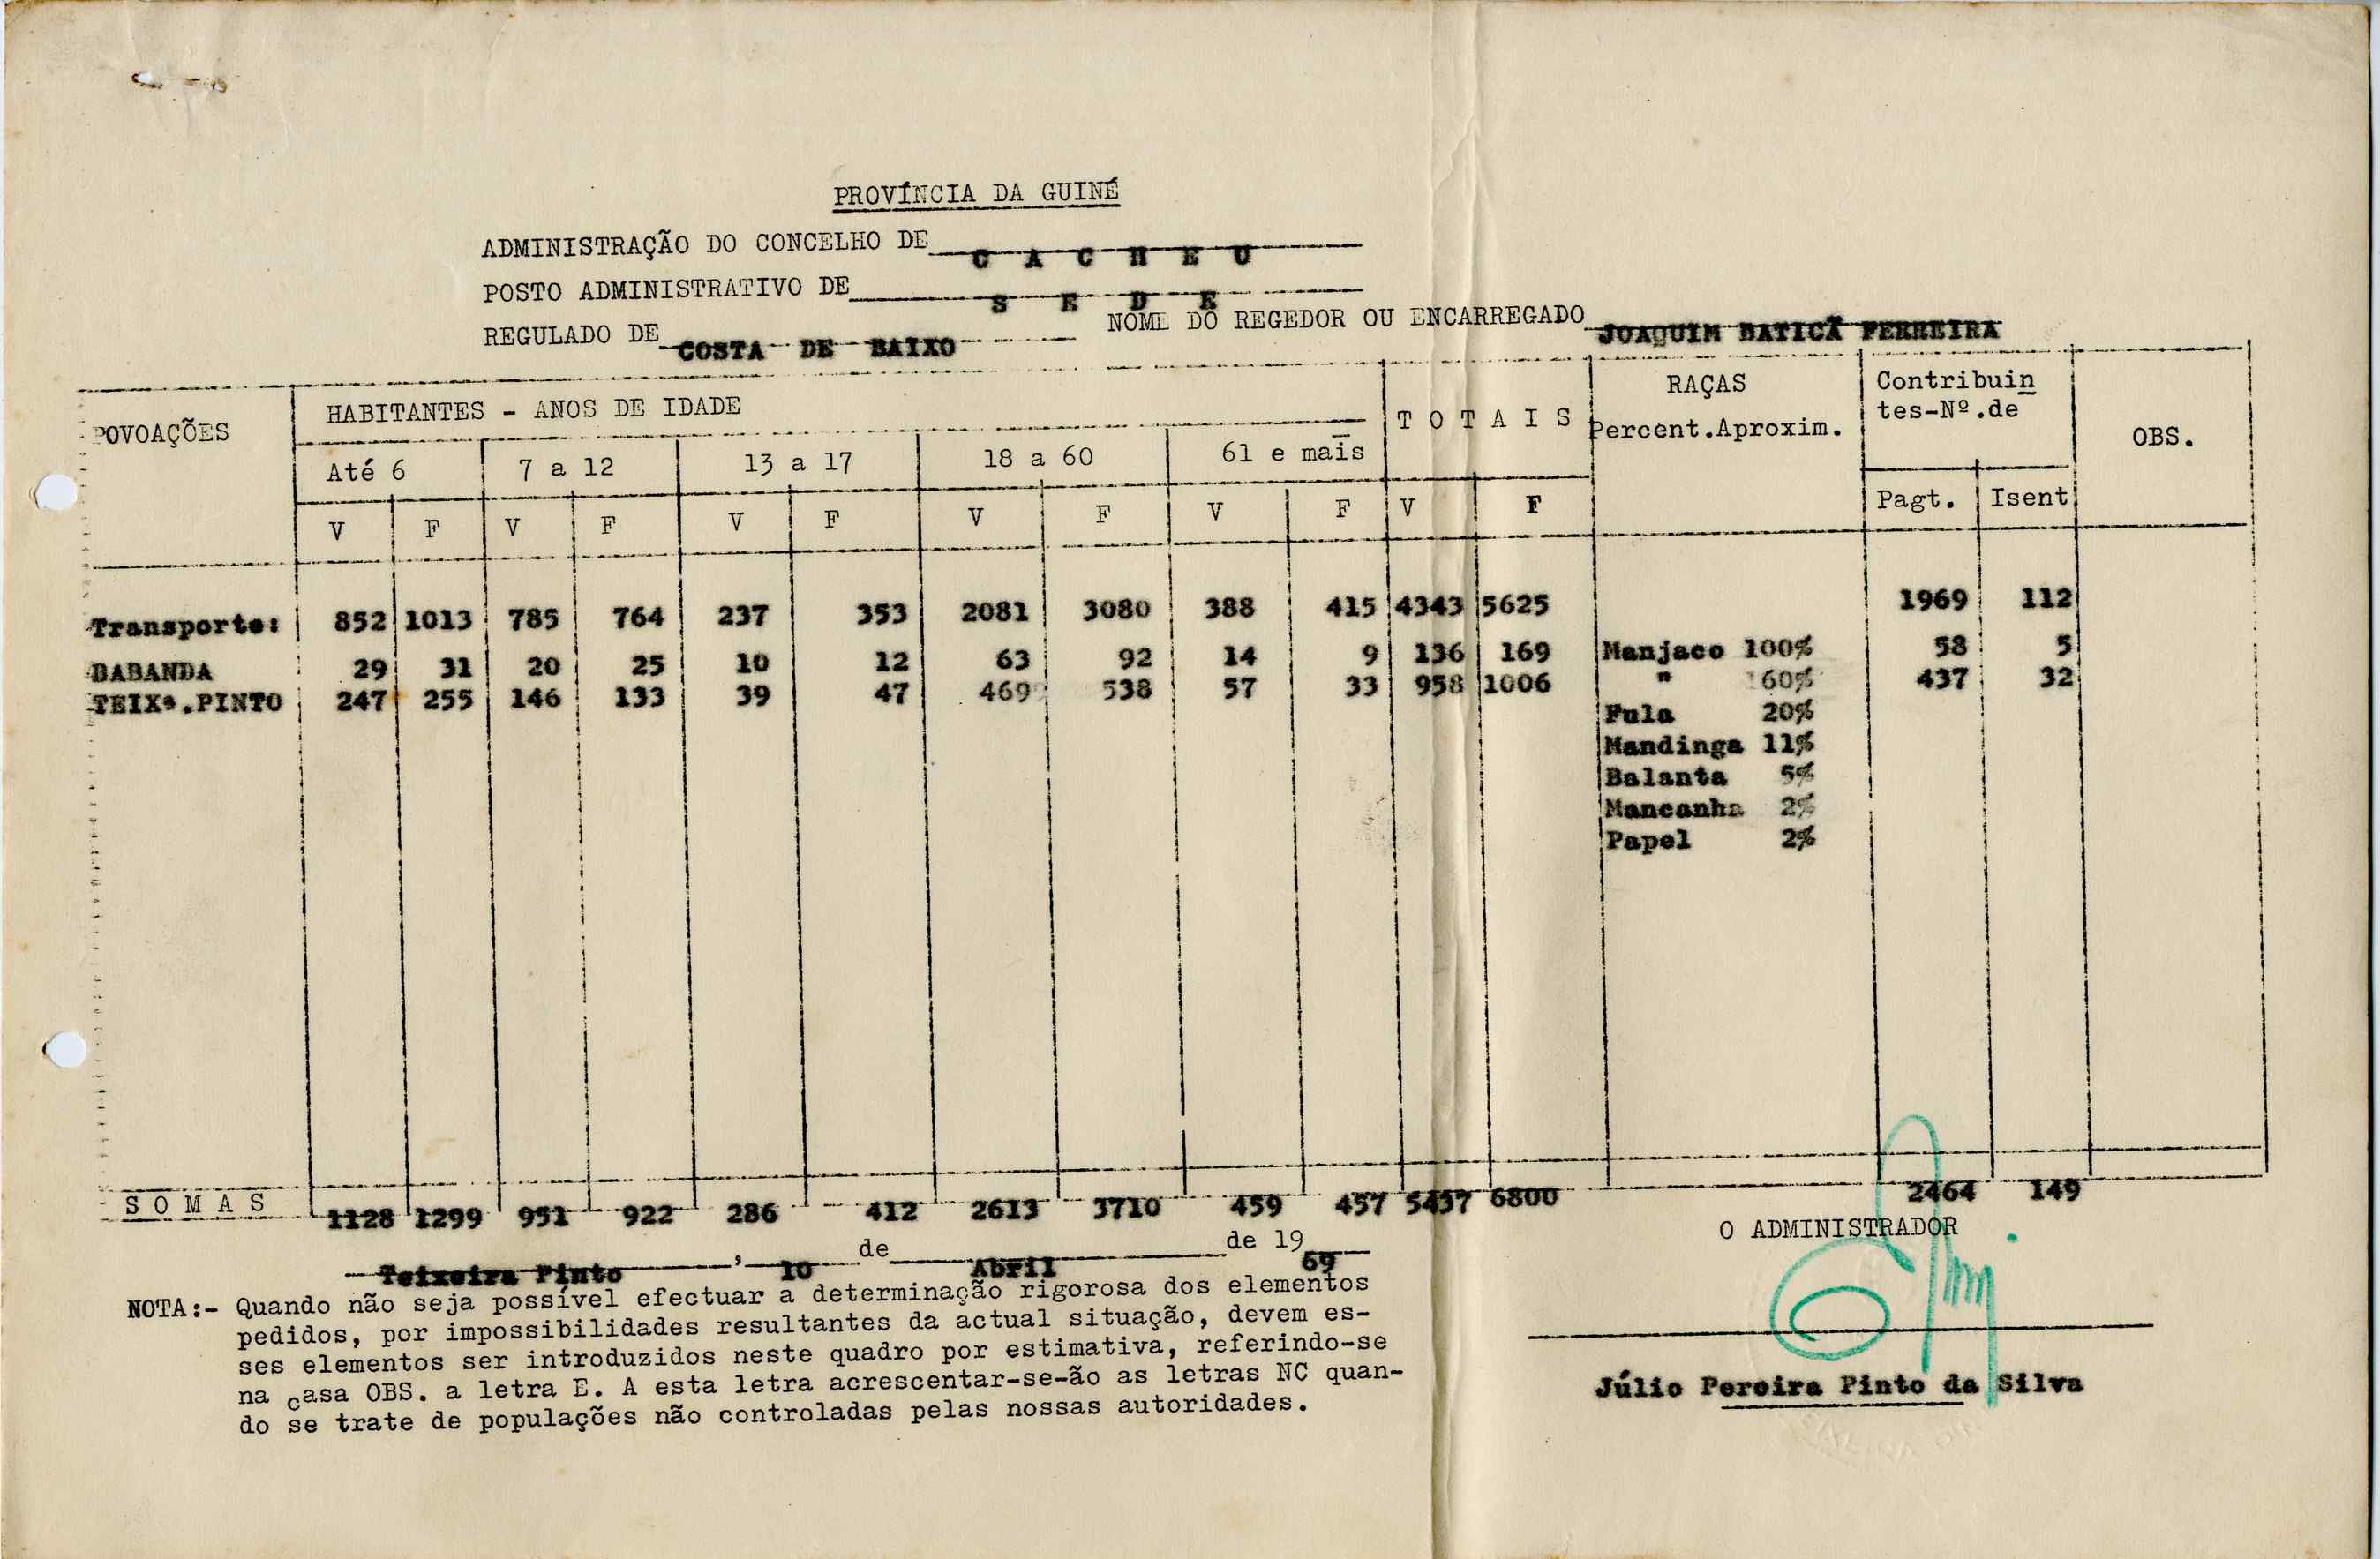 PROVÍNCIA DA GUINÉ
ADMINISTRAÇÃO DO CONCELHO DE C A C H E U
POSTO ADMINISTRATIVO DE S E D E
REGULADO DE COSTA DE BAIXO NOME DO REGEDOR OU ENCARREGADO JOAQUIM BATICÃ FERREIRA
POVOAÇÕES HABITANTES - ANOS DE IDADE T O T A I S RAÇAS Percent.Aproxim. Contribuin tes-Nº.de OBS.
Até 6 7 a 12 13 a 17 18 a 60 61 e mais
V F V F V F V F V F V F Pagt. Isent
Transporte: 852 1013 785 764 237 353 2081 3080 388 415 4343 5625 1969 112
BABANDA 29 31 20 25 10 12 63 92 14 9 136 169 Manjaco 100% 58 5
TEIXª.PINTO 247 255 146 133 39 47 469 538 57 33 958 1006 " 60% 437 32
Fula 20%
Mandinga 11%
Balanta 5%
Mancanha 2%
Papel 2%
S O M A S 1128 1299 951 922 286 412 2613 3710 459 457 5437 6800 2464 149
Teixeira Pinto, 10 de Abril de 1969
O ADMINISTRADOR
NOTA:- Quando não seja possível efectuar a determinação rigorosa dos elementos
pedidos, por impossibilidades resultantes da actual situação, devem es-
ses elementos ser introduzidos neste quadro por estimativa, referindo-se
na casa OBS. a letra E. A esta letra acrescentar-se-ão as letras NC quan-
do se trate de populações não controladas pelas nossas autoridades.
Júlio Pereira Pinto da Silva